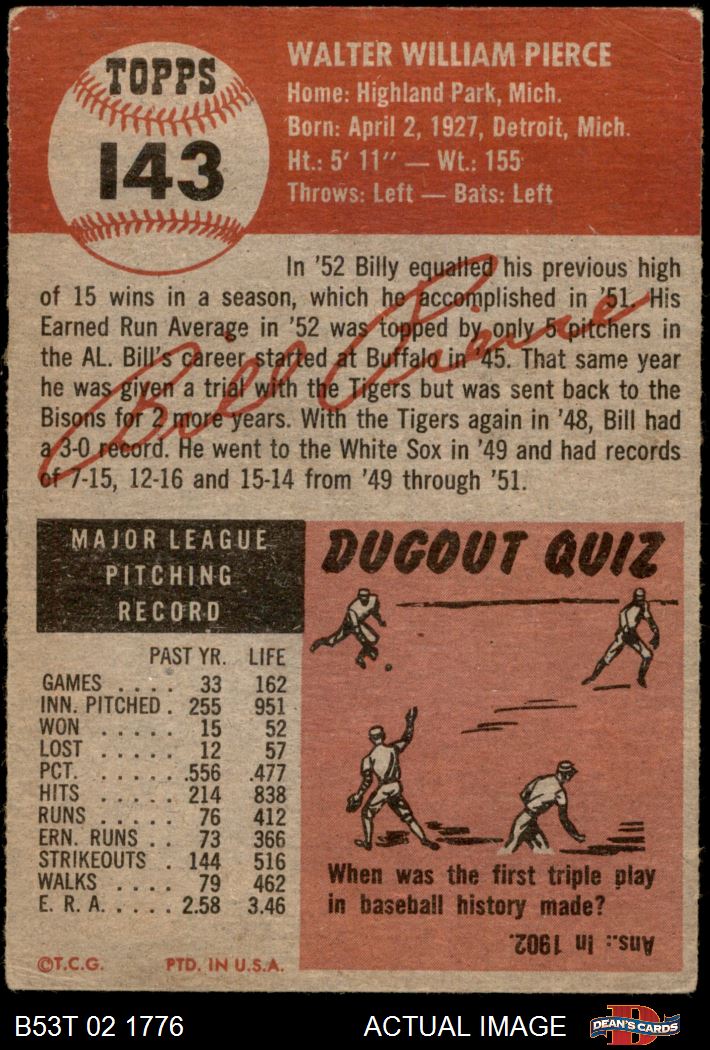 TOPPS
143
WALTER WILLIAM PIERCE
Home: Highland Park, Mich.
Born: April 2, 1927, Detroit, Mich.
Ht.: 5' 11" — Wt.: 155
Throws: Left — Bats: Left
In '52 Billy equalled his previous high
of 15 wins in a season, which he accomplished in '51. His
Earned Run Average in '52 was topped by only 5 pitchers in
the AL. Bill's career started at Buffalo in '45. That same year
he was given a trial with the Tigers but was sent back to the
Bisons for 2 more years. With the Tigers again in '48, Bill had
a 3-0 record. He went to the White Sox in '49 and had records
of 7-15, 12-16 and 15-14 from '49 through '51.
Bill Pierce
MAJOR LEAGUE
PITCHING
RECORD
PAST YR. LIFE
GAMES .... 33 162
INN. PITCHED . 255 951
WON ..... 15 52
LOST ..... 12 57
PCT. ..... .556 .477
HITS ..... 214 838
RUNS .... 76 412
ERN. RUNS .. 73 366
STRIKEOUTS . 144 516
WALKS .... 79 462
E. R. A. .... 2.58 3.46
©T.C.G. PTD. IN U.S.A.
DUGOUT QUIZ
When was the first triple play
in baseball history made?
Ans.: In 1902.
B53T 02 1776 ACTUAL IMAGE
D
DEAN'S CARDS